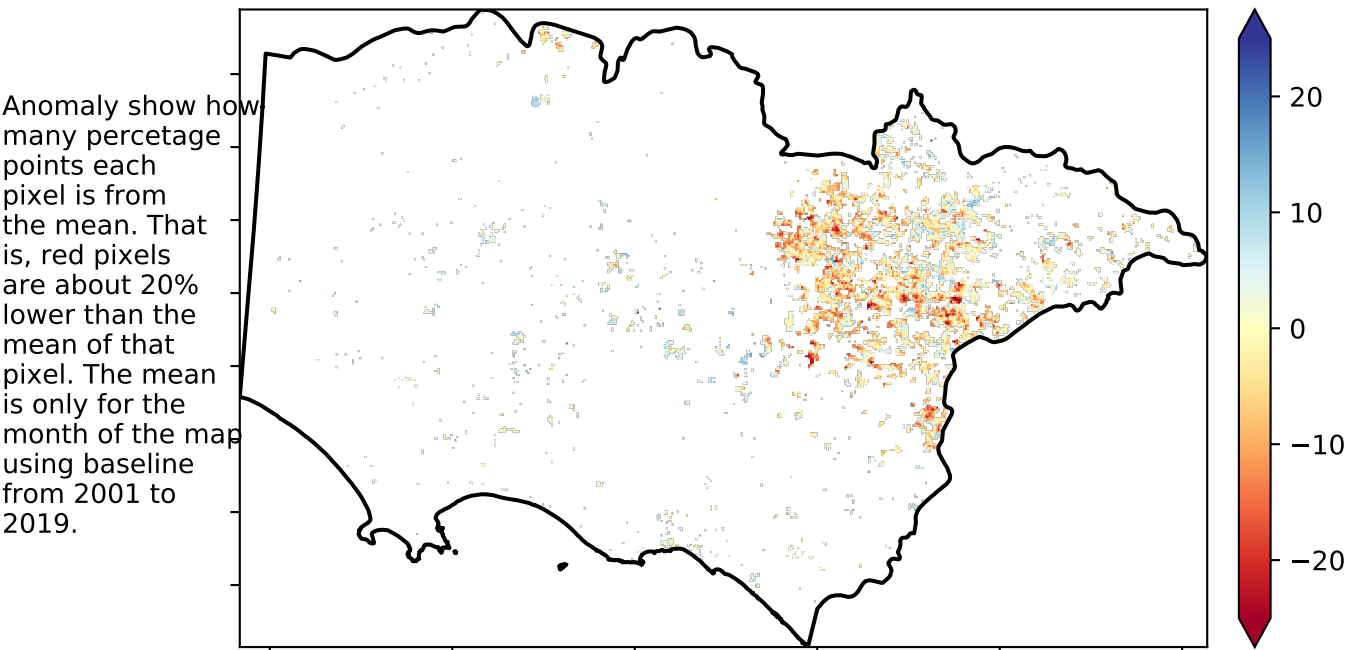 Anomaly show how
many percetage
points each
pixel is from
the mean. That
is, red pixels
are about 20%
lower than the
mean of that
pixel. The mean
is only for the
month of the map
using baseline
from 2001 to
2019.
20
10
0
−10
−20